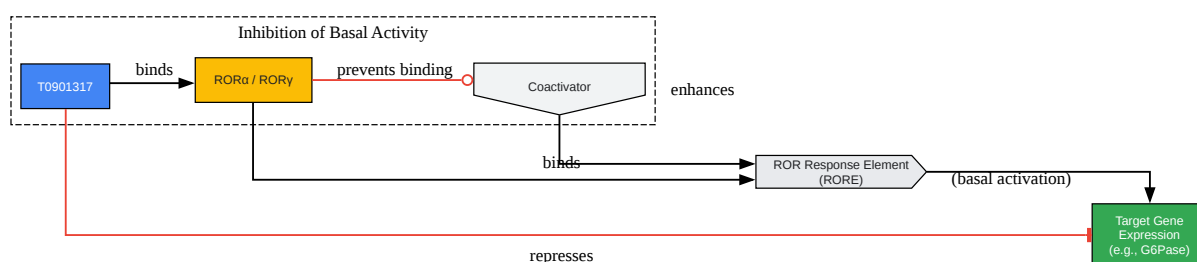 Inhibition of Basal Activity
T0901317
binds
RORα / RORγ
prevents binding
Coactivator
enhances
binds
ROR Response Element
(RORE)
(basal activation)
Target Gene
Expression
(e.g., G6Pase)
represses